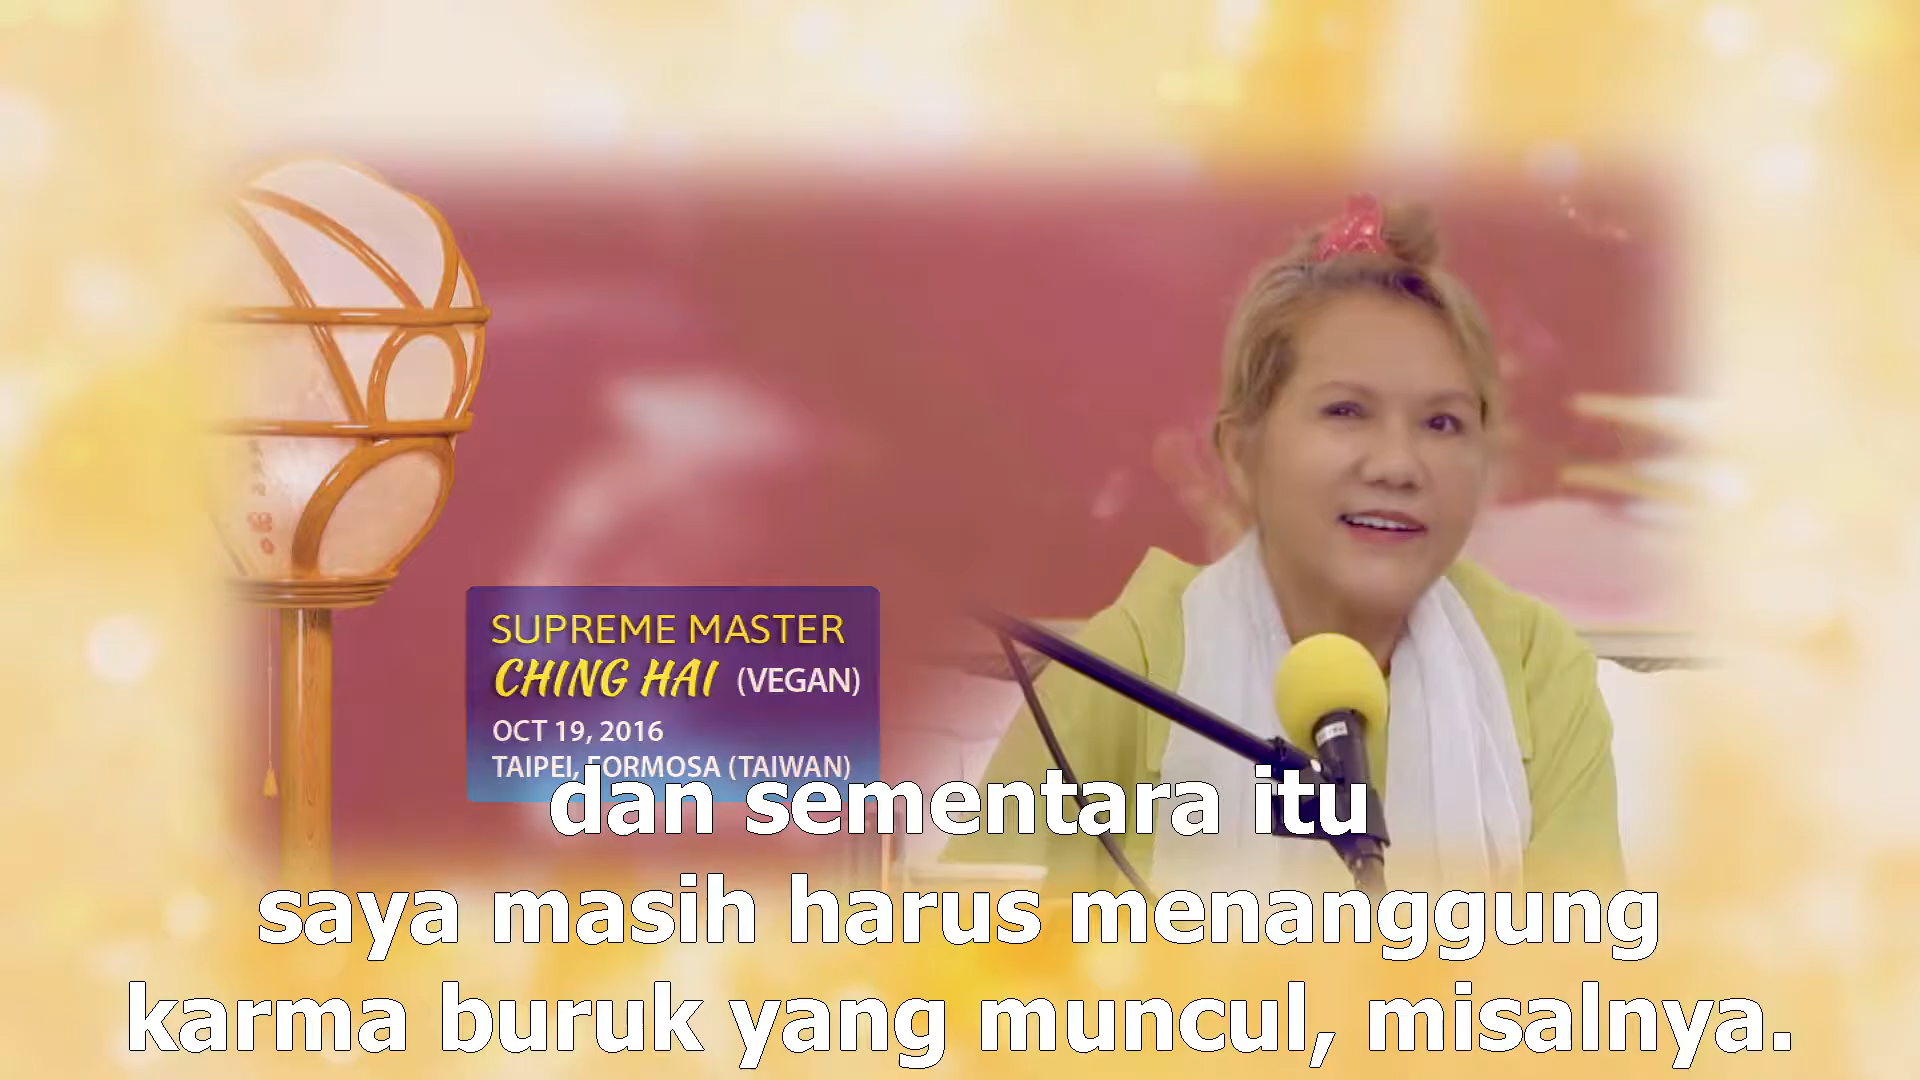 SUPREME MASTER
CHING HAI (VEGAN)
OCT 19, 2016
TAIPEI, FORMOSA (TAIWAN)
dan sementara itu
saya masih harus menanggung
karma buruk yang muncul, misalnya.